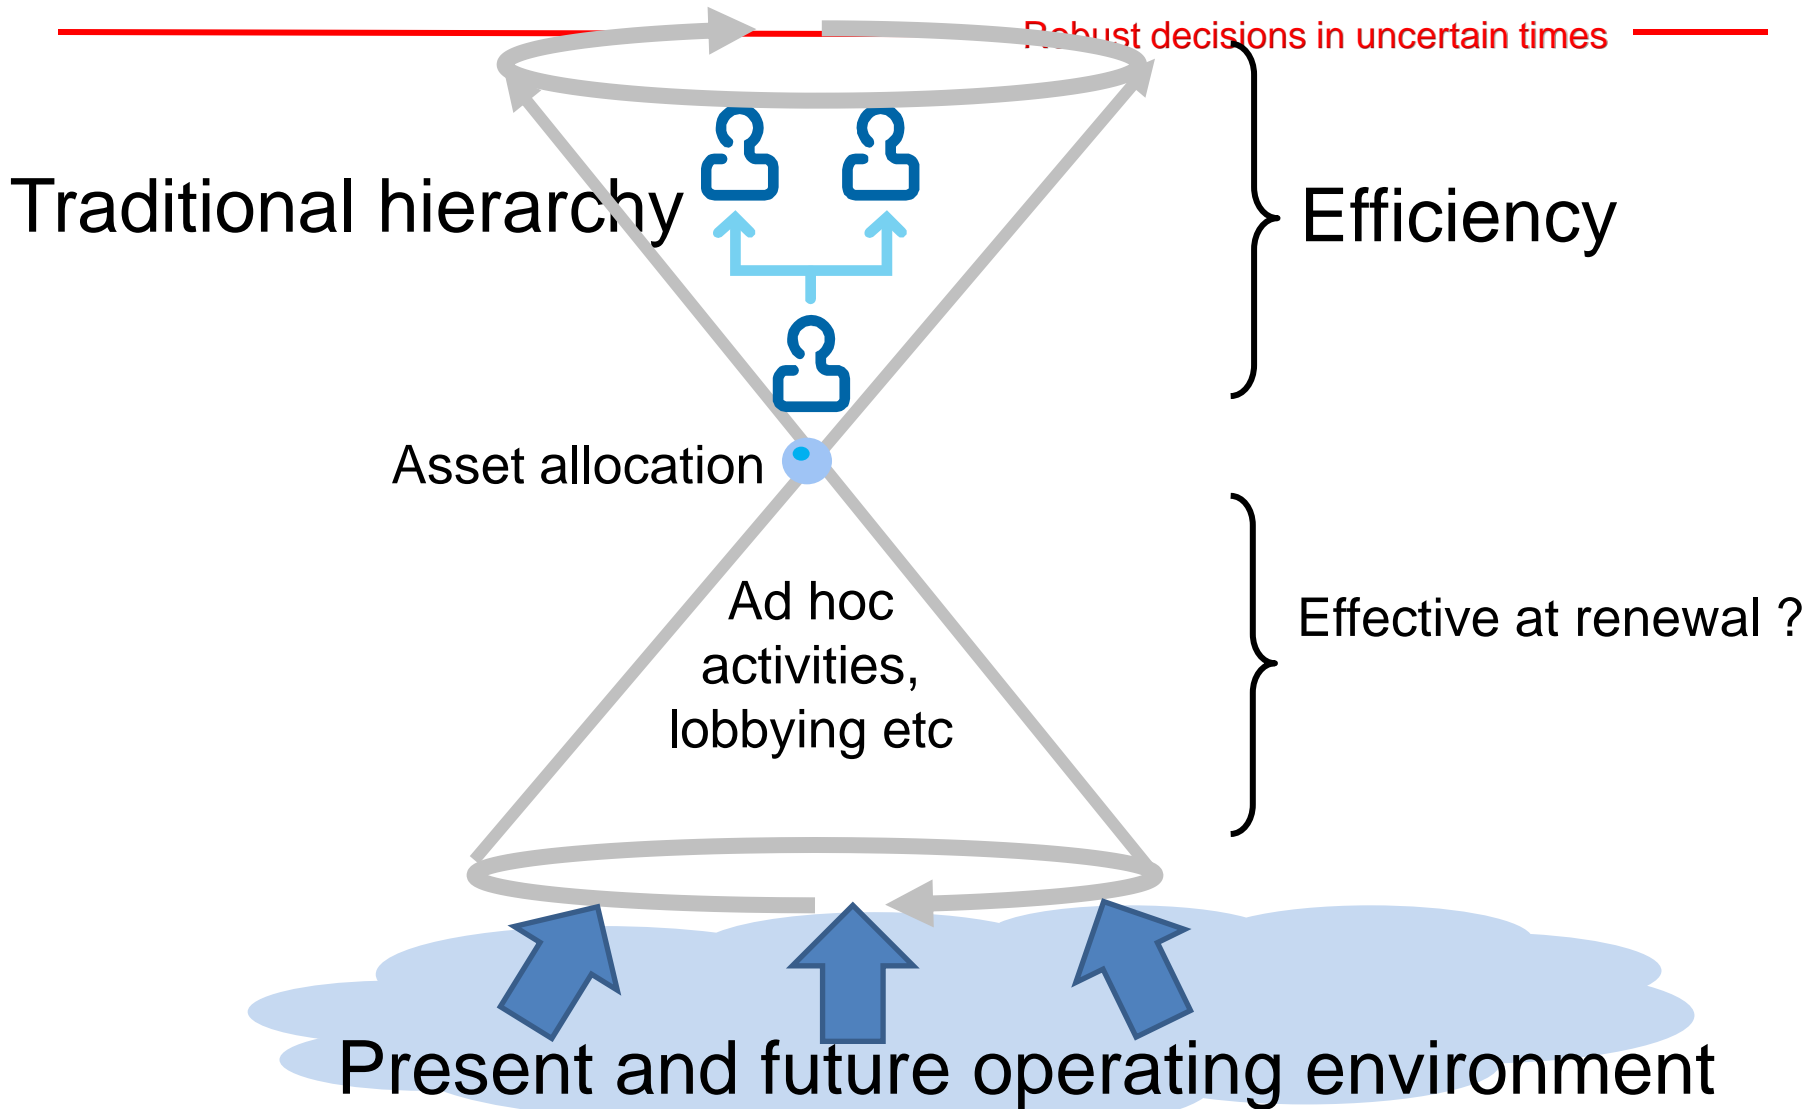 Robust decisions in uncertain times
Traditional hierarchy
Efficiency
Asset allocation
Ad hoc
activities,
lobbying etc
Effective at renewal ?
Present and future operating environment